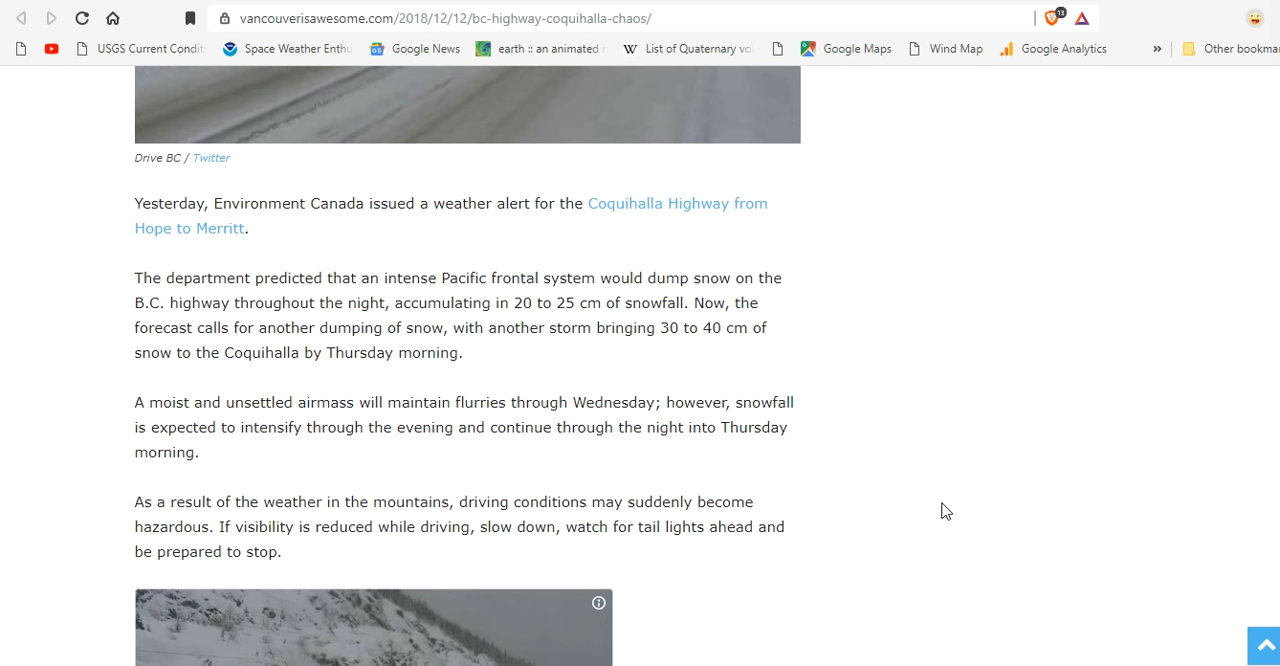 vancouverisawesome.com/2018/12/12/bc-highway-coquihalla-chaos/
13
USGS Current Condit
Space Weather Enthu
Google News
earth :: an animated
W List of Quaternary vo
Google Maps
Wind Map
Google Analytics
»
Other bookma
Drive BC / Twitter
Yesterday, Environment Canada issued a weather alert for the Coquihalla Highway from
Hope to Merritt.
The department predicted that an intense Pacific frontal system would dump snow on the
B.C. highway throughout the night, accumulating in 20 to 25 cm of snowfall. Now, the
forecast calls for another dumping of snow, with another storm bringing 30 to 40 cm of
snow to the Coquihalla by Thursday morning.
A moist and unsettled airmass will maintain flurries through Wednesday; however, snowfall
is expected to intensify through the evening and continue through the night into Thursday
morning.
As a result of the weather in the mountains, driving conditions may suddenly become
hazardous. If visibility is reduced while driving, slow down, watch for tail lights ahead and
be prepared to stop.